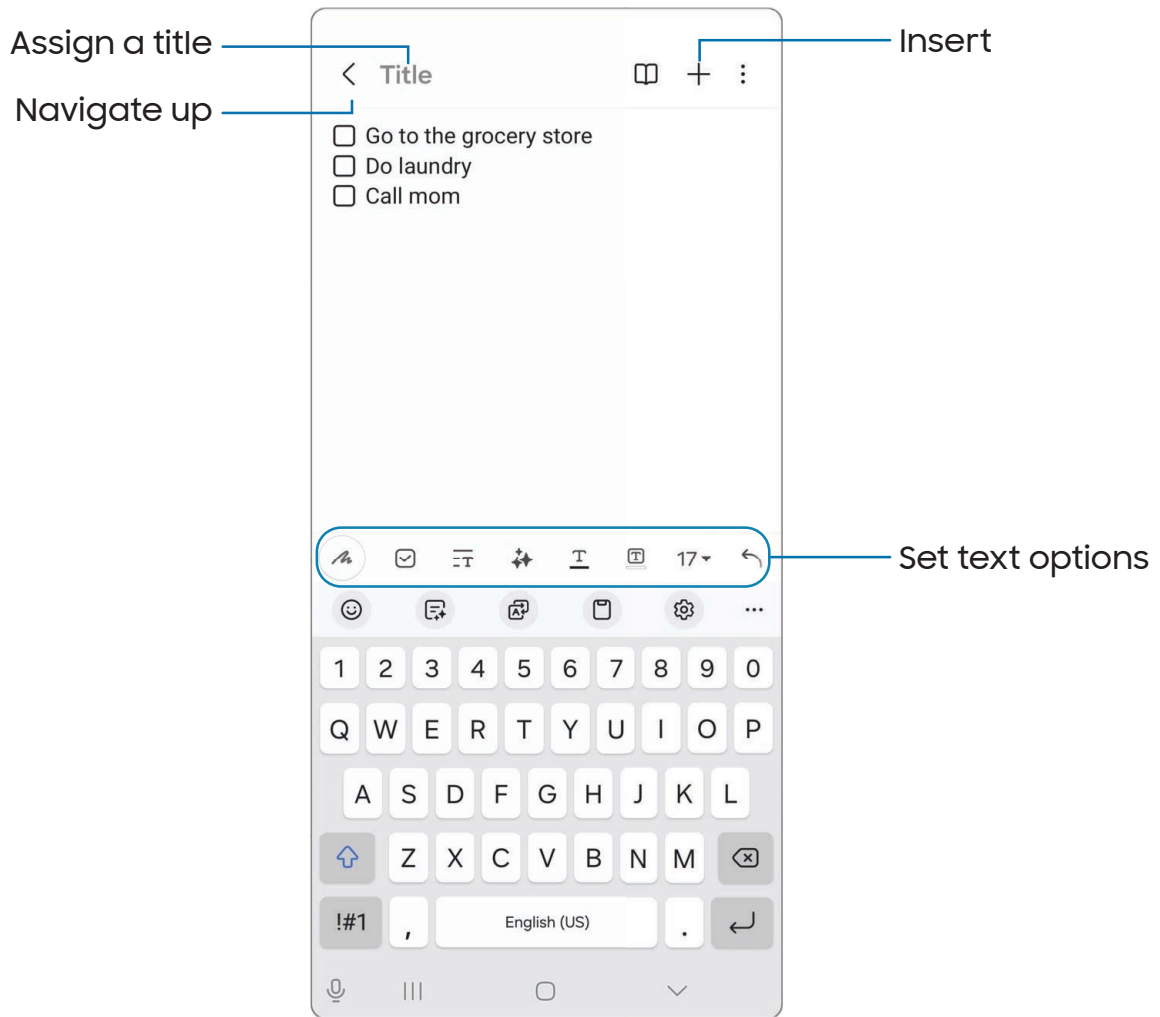 Assign a title
Insert
Title
Navigate up
Go to the grocery store
Do laundry
Call mom
T
T
T
17
Set text options
A
1 2 3 4 5 6 7 8 9 0
Q W E R T Y U I O P
A S D F G H J K L
Z X C V B N M
!#1 , English (US) .